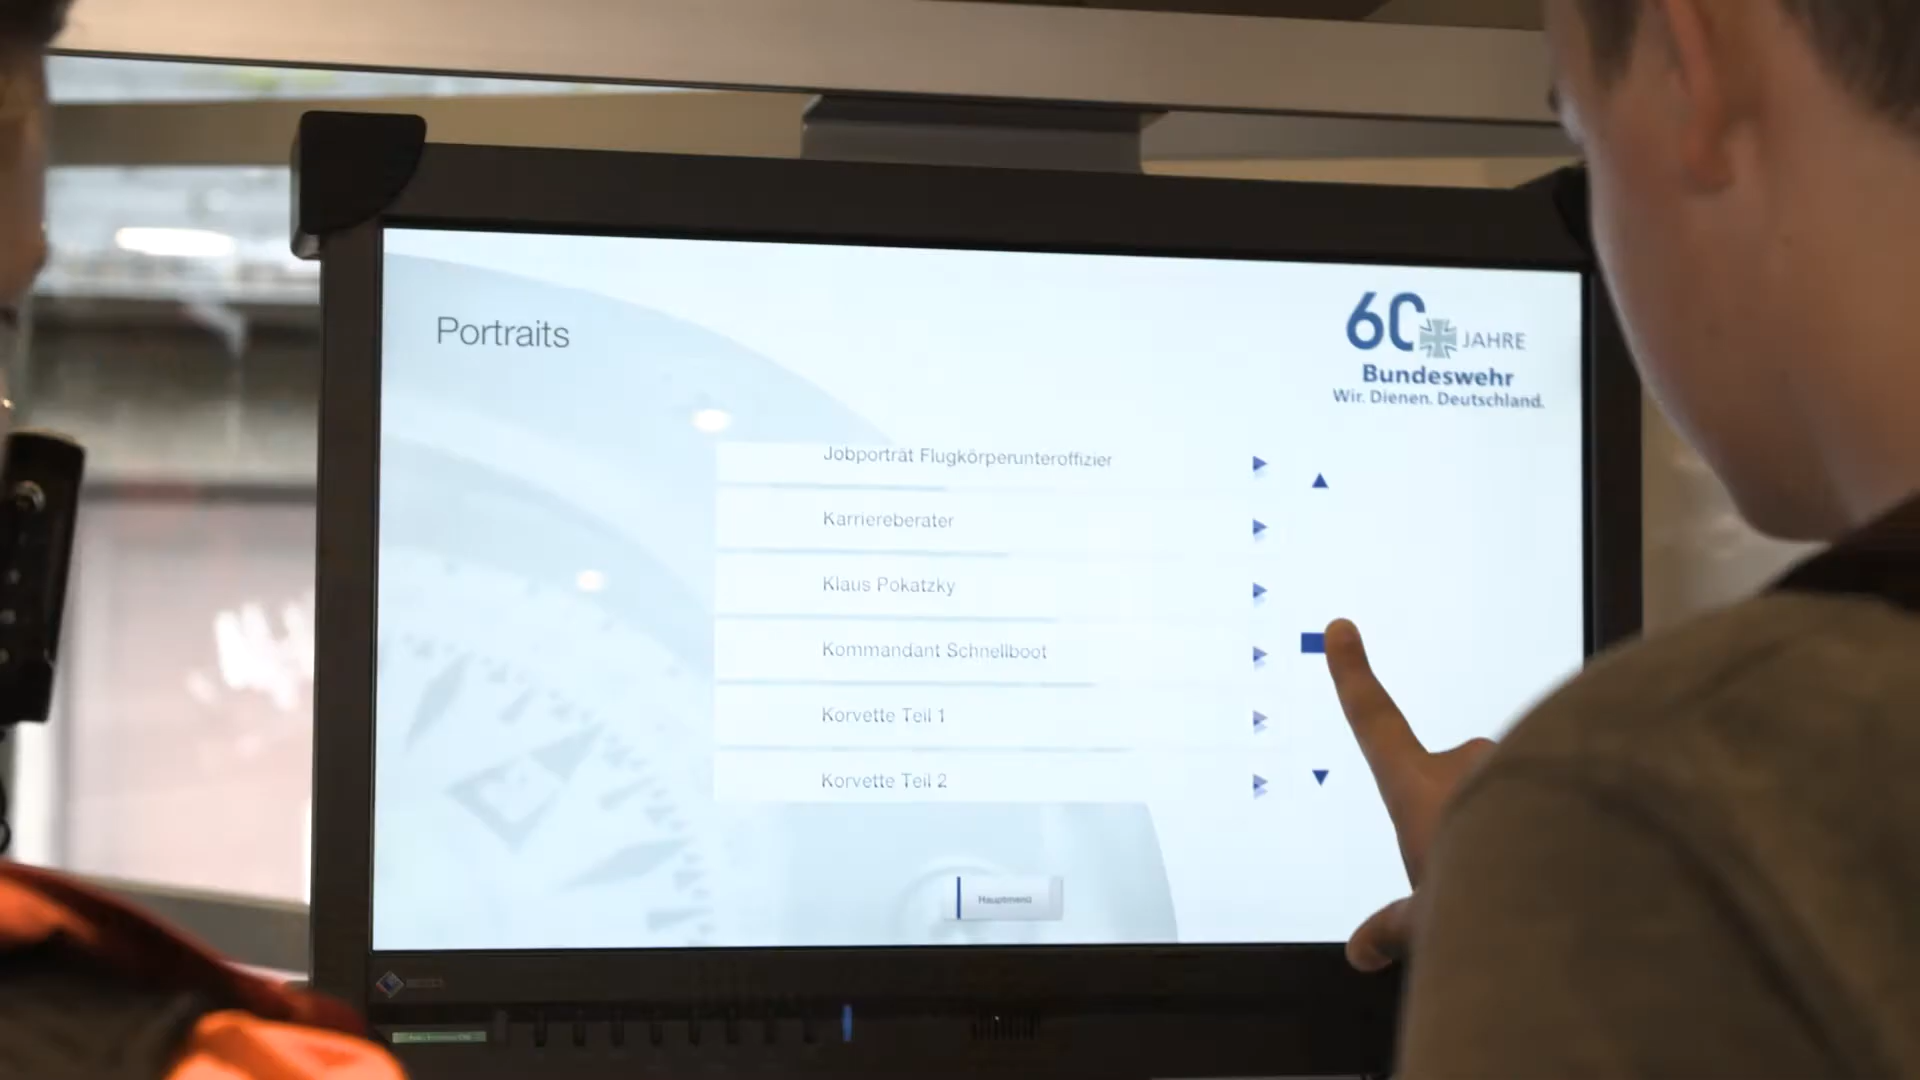 Portraits
60 JAHRE
Bundeswehr
Wir. Dienen. Deutschland.
Jobporträt Flugkörperunteroffizier
Karriereberater
Klaus Pokatzky
Kommandant Schnellboot
Korvette Teil 1
Korvette Teil 2
Hauptmenü